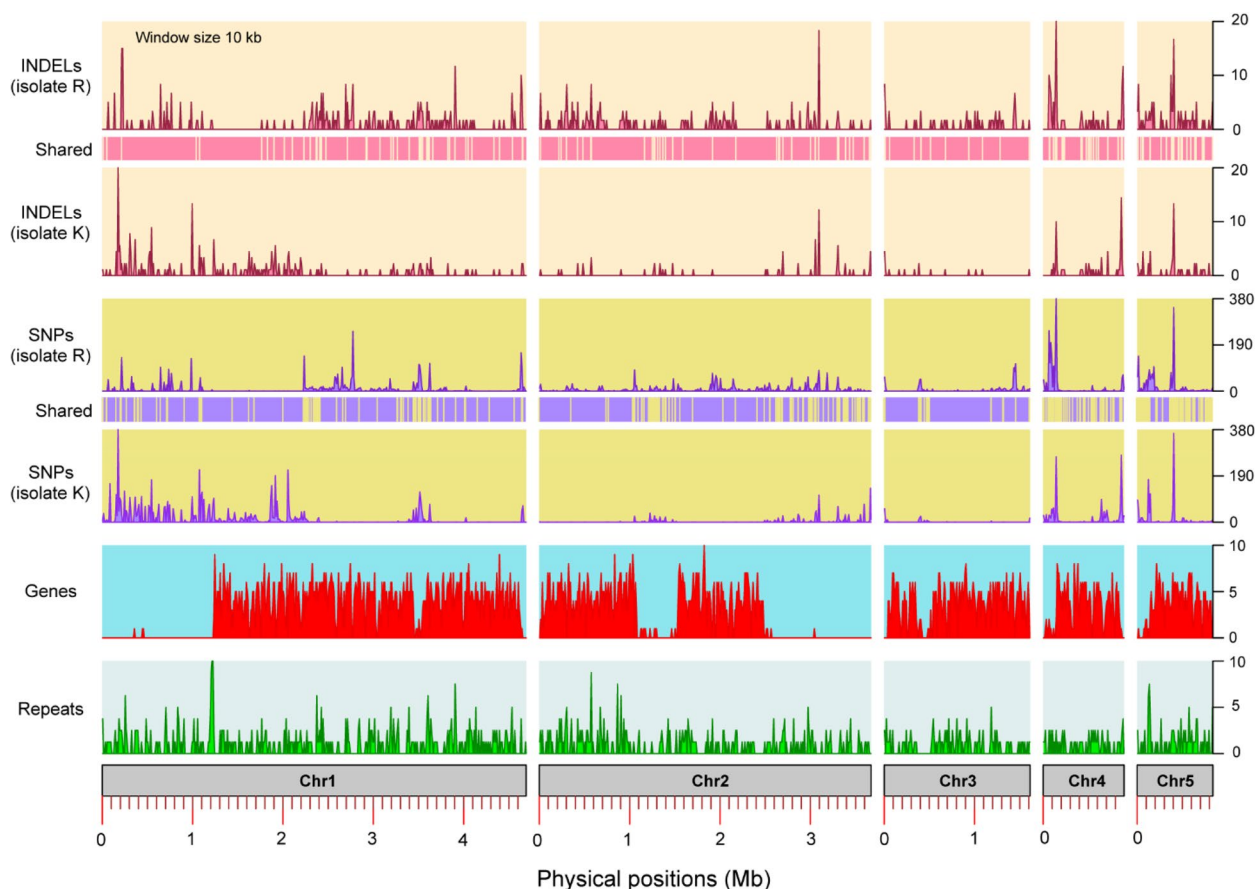 Window size 10 kb
INDELs
(isolate R)
20
10
0
Shared
INDELs
(isolate K)
20
10
0
SNPs
(isolate R)
380
190
0
Shared
SNPs
(isolate K)
380
190
0
Genes
10
5
0
Repeats
10
5
0
Chr1 Chr2 Chr3 Chr4 Chr5
0 1 2 3 4 0 1 2 3 0 1 0 0
Physical positions (Mb)